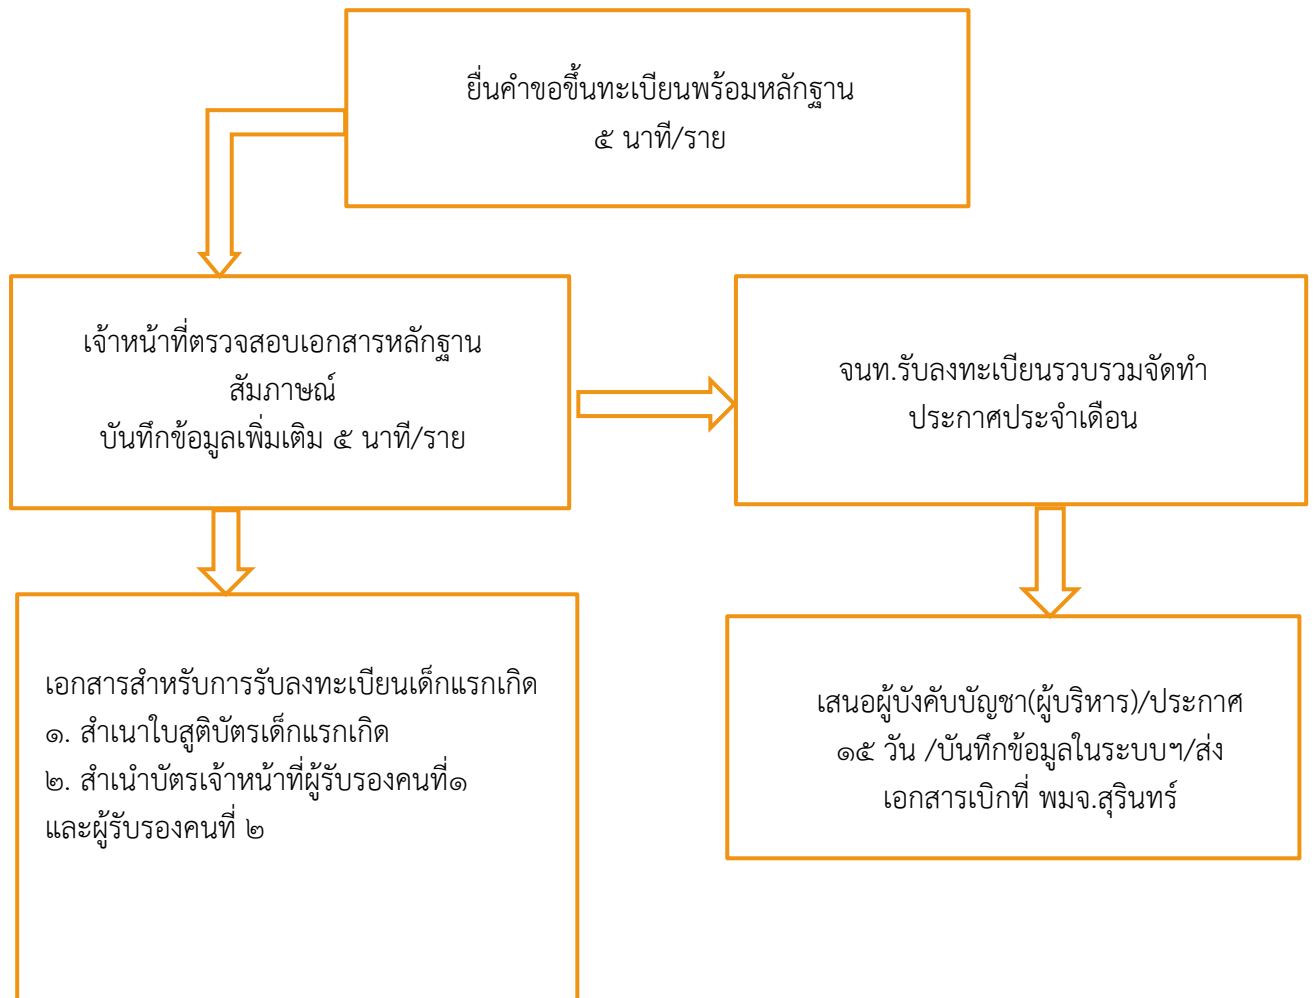 ยื่นคำขอขึ้นทะเบียนพร้อมหลักฐาน
๕ นาที/ราย
เจ้าหน้าที่ตรวจสอบเอกสารหลักฐาน
สัมภาษณ์
บันทึกข้อมูลเพิ่มเติม ๕ นาที/ราย
จนท.รับลงทะเบียนรวบรวมจัดทำ
ประกาศประจำเดือน
เอกสารสำหรับการรับลงทะเบียนเด็กแรกเกิด
๑. สำเนาใบสูติบัตรเด็กแรกเกิด
๒. สำเนำบัตรเจ้าหน้าที่ผู้รับรองคนที่๑
และผู้รับรองคนที่ ๒
เสนอผู้บังคับบัญชา(ผู้บริหาร)/ประกาศ
๑๕ วัน /บันทึกข้อมูลในระบบฯ/ส่ง
เอกสารเบิกที่ พมจ.สุรินทร์